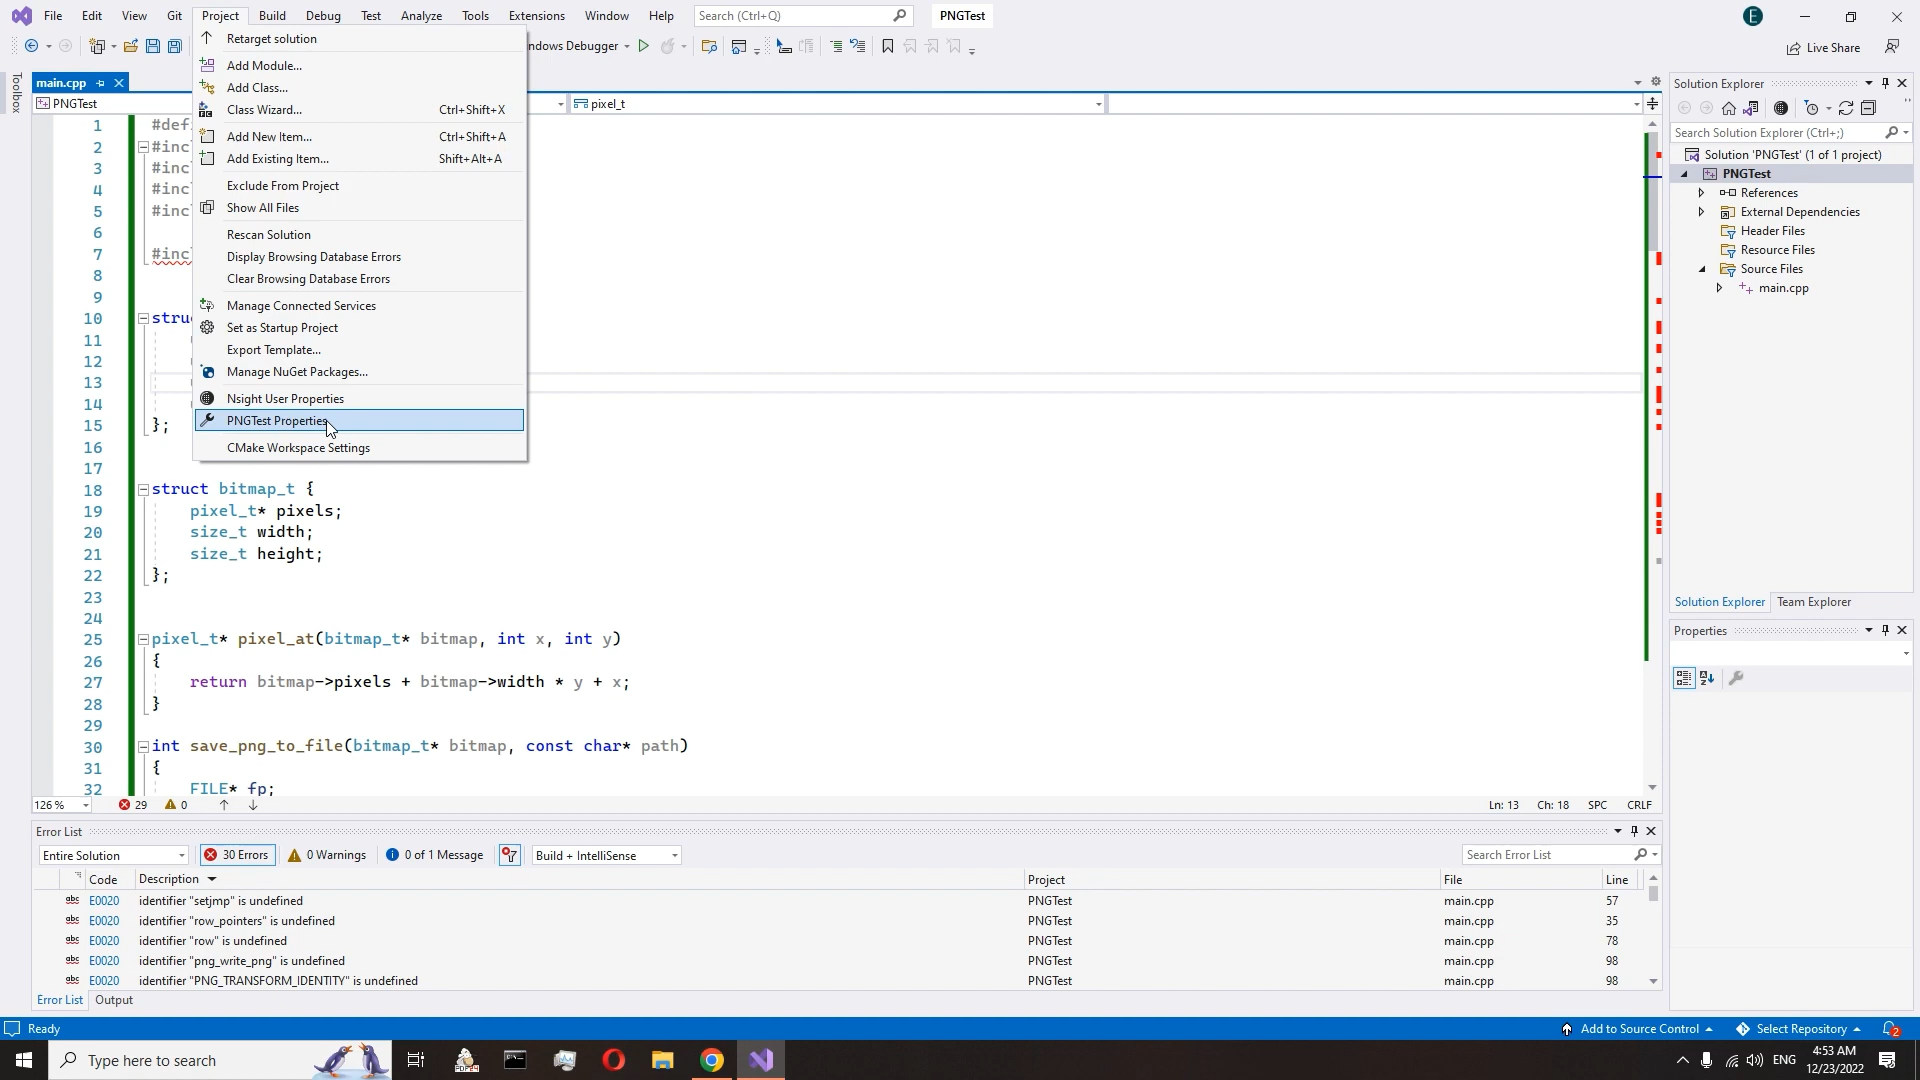 File Edit View Git Project Build Debug Test Analyze Tools Extensions Window Help Search (Ctrl+Q) PNGTest
ndows Debugger Live Share
Retarget solution
Add Module...
Add Class...
Class Wizard... Ctrl+Shift+X
Add New Item... Ctrl+Shift+A
Add Existing Item... Shift+Alt+A
Exclude From Project
Show All Files
Rescan Solution
Display Browsing Database Errors
Clear Browsing Database Errors
Manage Connected Services
Set as Startup Project
Export Template...
Manage NuGet Packages...
Nsight User Properties
PNGTest Properties
CMake Workspace Settings
Toolbox
main.cpp
PNGTest pixel_t
1 #def
2 #inc
3 #inc
4 #inc
5 #inc
6
7 #inc
8
9
10 stru
11
12
13
14
15 };
16
17
18 struct bitmap_t {
19 pixel_t* pixels;
20 size_t width;
21 size_t height;
22 };
23
24
25 pixel_t* pixel_at(bitmap_t* bitmap, int x, int y)
26 {
27 return bitmap->pixels + bitmap->width * y + x;
28 }
29
30 int save_png_to_file(bitmap_t* bitmap, const char* path)
31 {
32 FILE* fp;
126 % 29 0 Ln: 13 Ch: 18 SPC CRLF
Solution Explorer
Search Solution Explorer (Ctrl+;)
Solution 'PNGTest' (1 of 1 project)
PNGTest
References
External Dependencies
Header Files
Resource Files
Source Files
main.cpp
Solution Explorer Team Explorer
Properties
Error List
Entire Solution 30 Errors 0 Warnings 0 of 1 Message Build + IntelliSense Search Error List
Code Description Project File Line
abc E0020 identifier "setjmp" is undefined PNGTest main.cpp 57
abc E0020 identifier "row_pointers" is undefined PNGTest main.cpp 35
abc E0020 identifier "row" is undefined PNGTest main.cpp 78
abc E0020 identifier "png_write_png" is undefined PNGTest main.cpp 98
abc E0020 identifier "PNG_TRANSFORM_IDENTITY" is undefined PNGTest main.cpp 98
Error List Output
Ready Add to Source Control Select Repository 2
Type here to search ENG 4:53 AM
12/23/2022